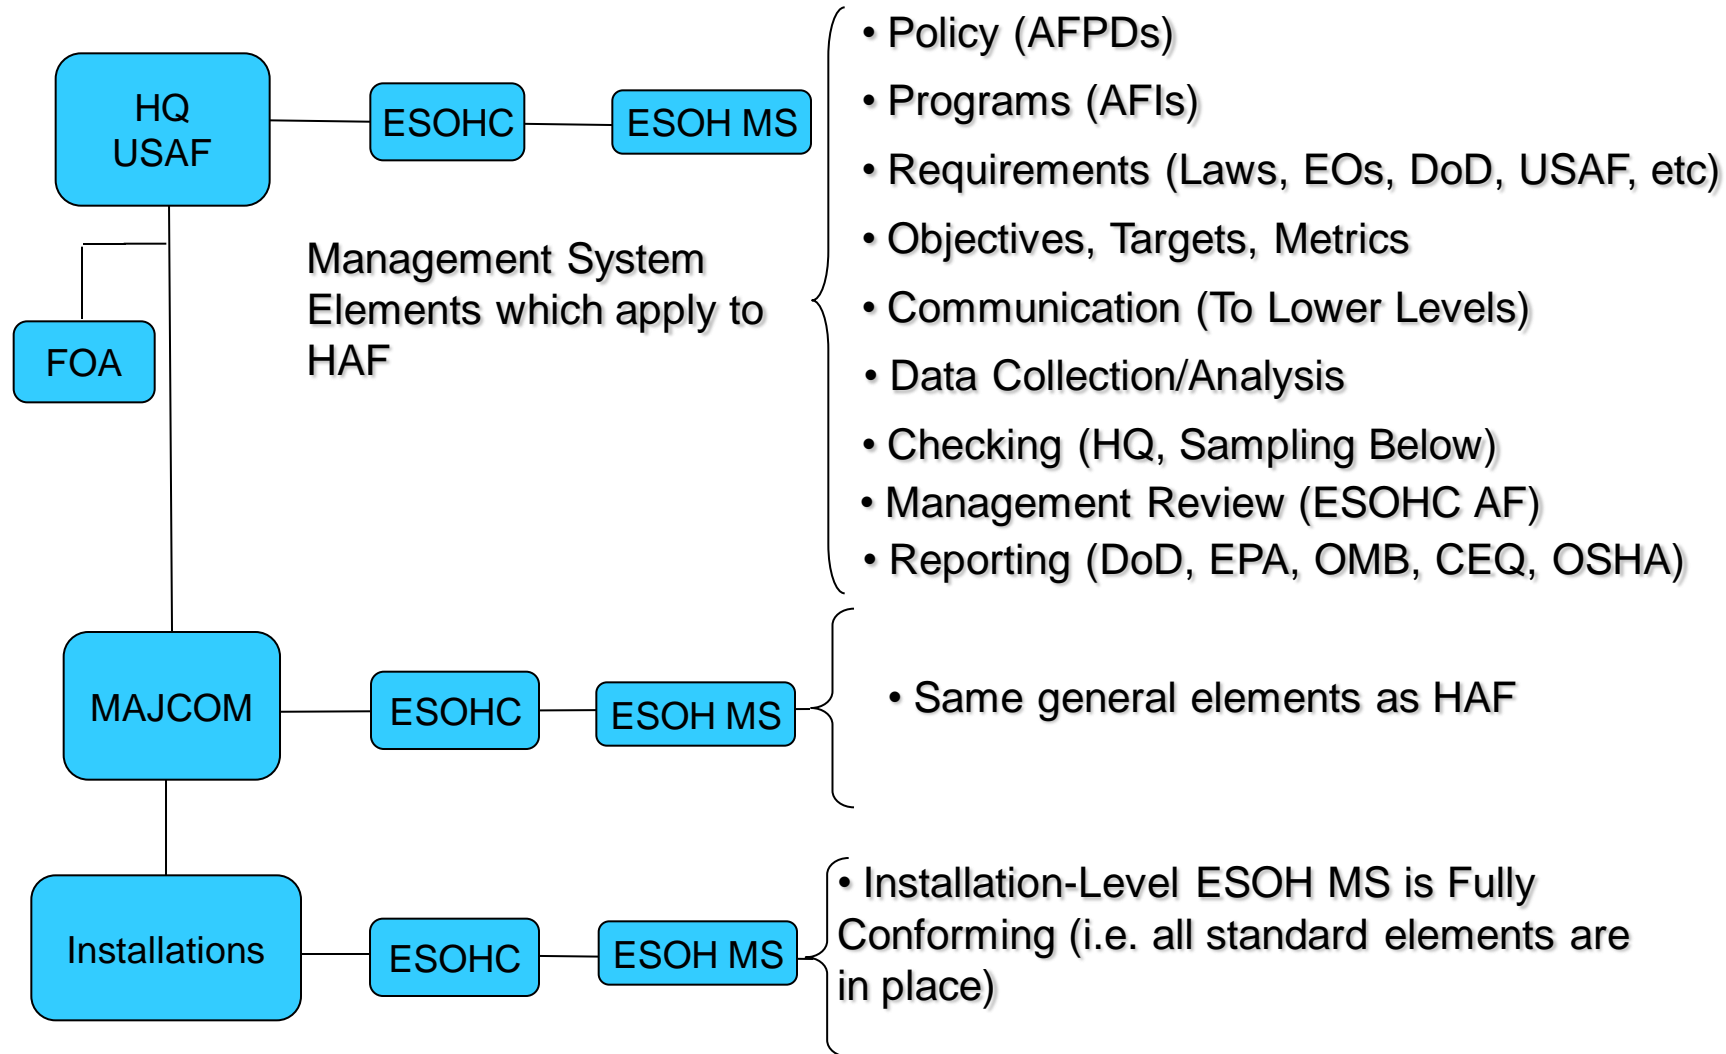 HQ
USAF
ESOHC
ESOH MS
FOA
Management System
Elements which apply to
HAF
• Policy (AFPDs)
• Programs (AFIs)
• Requirements (Laws, EOs, DoD, USAF, etc)
• Objectives, Targets, Metrics
• Communication (To Lower Levels)
• Data Collection/Analysis
• Checking (HQ, Sampling Below)
• Management Review (ESOHC AF)
• Reporting (DoD, EPA, OMB, CEQ, OSHA)
MAJCOM
ESOHC
ESOH MS
• Same general elements as HAF
Installations
ESOHC
ESOH MS
• Installation-Level ESOH MS is Fully
Conforming (i.e. all standard elements are
in place)